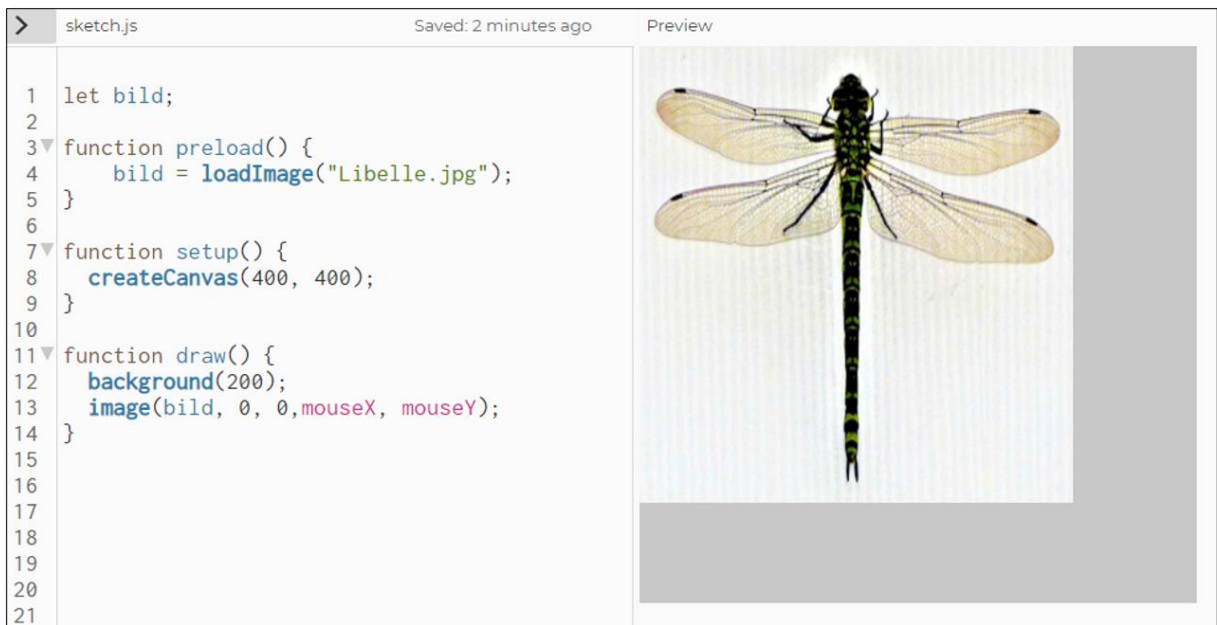 sketch.js Saved: 2 minutes ago Preview
1 let bild;
2
3 function preload() {
4     bild = loadImage("Libelle.jpg");
5 }
6
7 function setup() {
8   createCanvas(400, 400);
9 }
10
11 function draw() {
12   background(200);
13   image(bild, 0, 0,mouseX, mouseY);
14 }
15
16
17
18
19
20
21